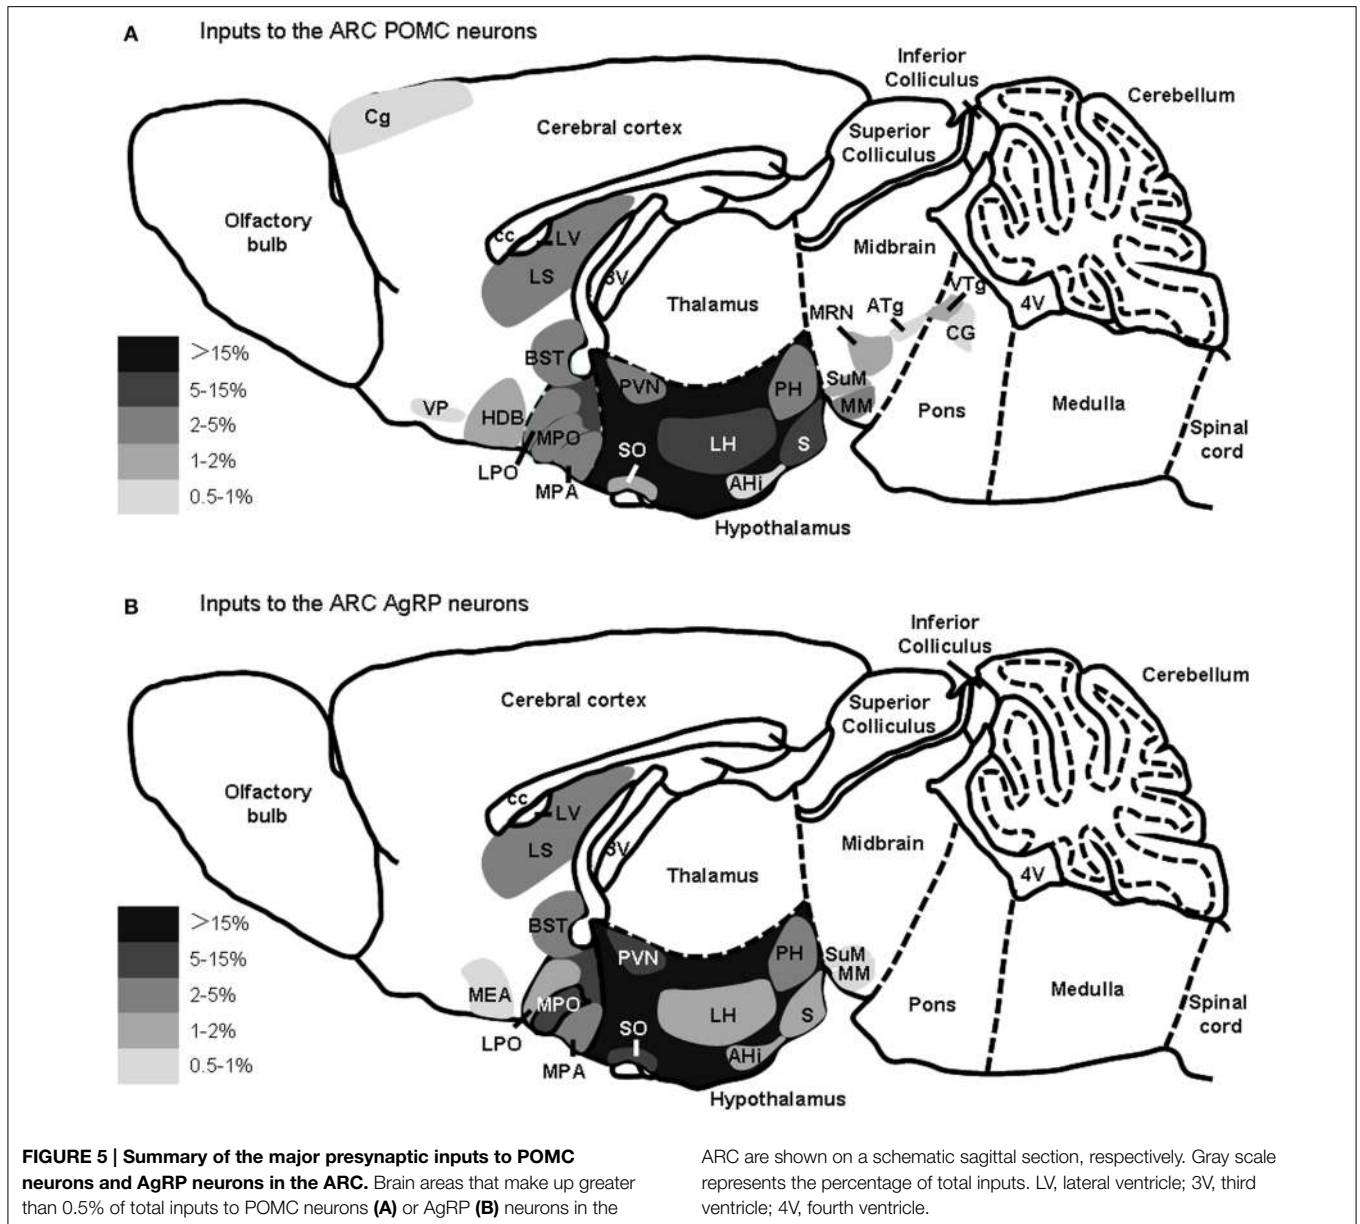 A Inputs to the ARC POMC neurons
Inferior
Colliculus
Cerebellum
Cg
Cerebral cortex
Superior
Colliculus
Olfactory
bulb
cc
LV
LS
3V
Thalamus
Midbrain
MRN
ATg
VTg
CG
4V
>15%
5-15%
2-5%
1-2%
0.5-1%
BST
PVN
PH
SuM
MM
VP
HDB
MPO
LPO
MPA
SO
LH
S
AHi
Pons
Medulla
Spinal
cord
Hypothalamus
B Inputs to the ARC AgRP neurons
Inferior
Colliculus
Cerebellum
Cerebral cortex
Superior
Colliculus
Olfactory
bulb
cc
LV
LS
3V
Thalamus
Midbrain
4V
>15%
5-15%
2-5%
1-2%
0.5-1%
BST
PVN
PH
SuM
MM
MEA
MPO
LPO
MPA
SO
LH
S
AHi
Pons
Medulla
Spinal
cord
Hypothalamus
FIGURE 5 | Summary of the major presynaptic inputs to POMC
neurons and AgRP neurons in the ARC. Brain areas that make up greater
than 0.5% of total inputs to POMC neurons (A) or AgRP (B) neurons in the
ARC are shown on a schematic sagittal section, respectively. Gray scale
represents the percentage of total inputs. LV, lateral ventricle; 3V, third
ventricle; 4V, fourth ventricle.